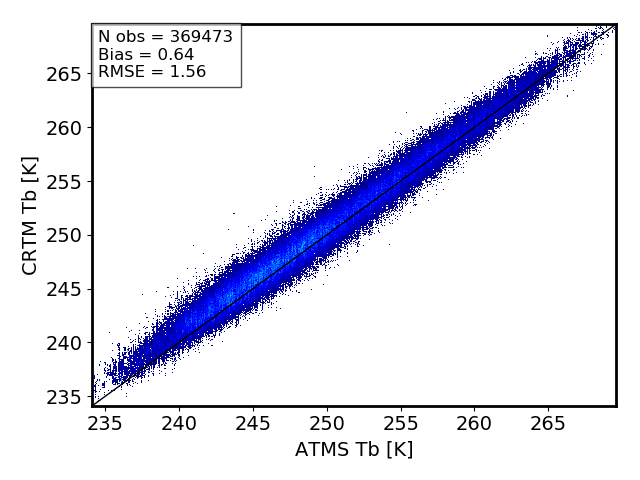 N obs = 369473
Bias = 0.64
RMSE = 1.56
265
260
255
250
245
240
235
CRTM Tb [K]
235 240 245 250 255 260 265
ATMS Tb [K]